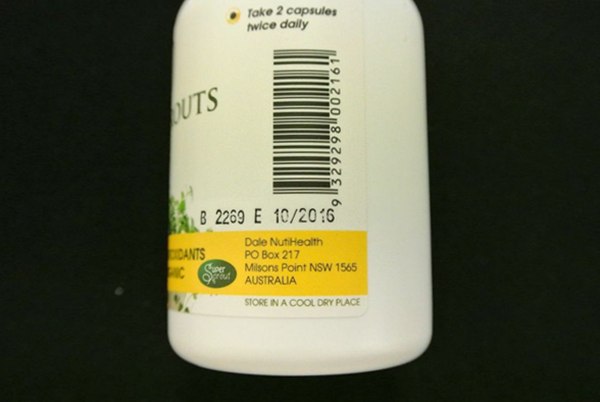 Take 2 capsules
twice daily
OUTS
9 329298 002161
B 2269 E 10/2016
OXIDANTS
GANIC
Super
Sprout
Dale NutiHealth
PO Box 217
Milsons Point NSW 1565
AUSTRALIA
STORE IN A COOL DRY PLACE